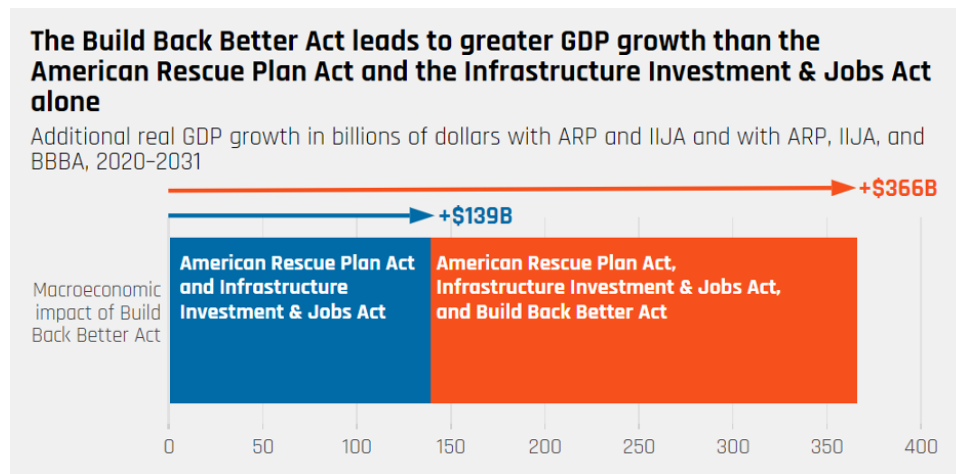 The Build Back Better Act leads to greater GDP growth than the
American Rescue Plan Act and the Infrastructure Investment & Jobs Act
alone
Additional real GDP growth in billions of dollars with ARP and IIJA and with ARP, IIJA, and
BBBA, 2020–2031
+$366B
+$139B
Macroeconomic
impact of Build
Back Better Act
American Rescue Plan Act
and Infrastructure
Investment & Jobs Act
American Rescue Plan Act,
Infrastructure Investment & Jobs Act,
and Build Back Better Act
0 50 100 150 200 250 300 350 400